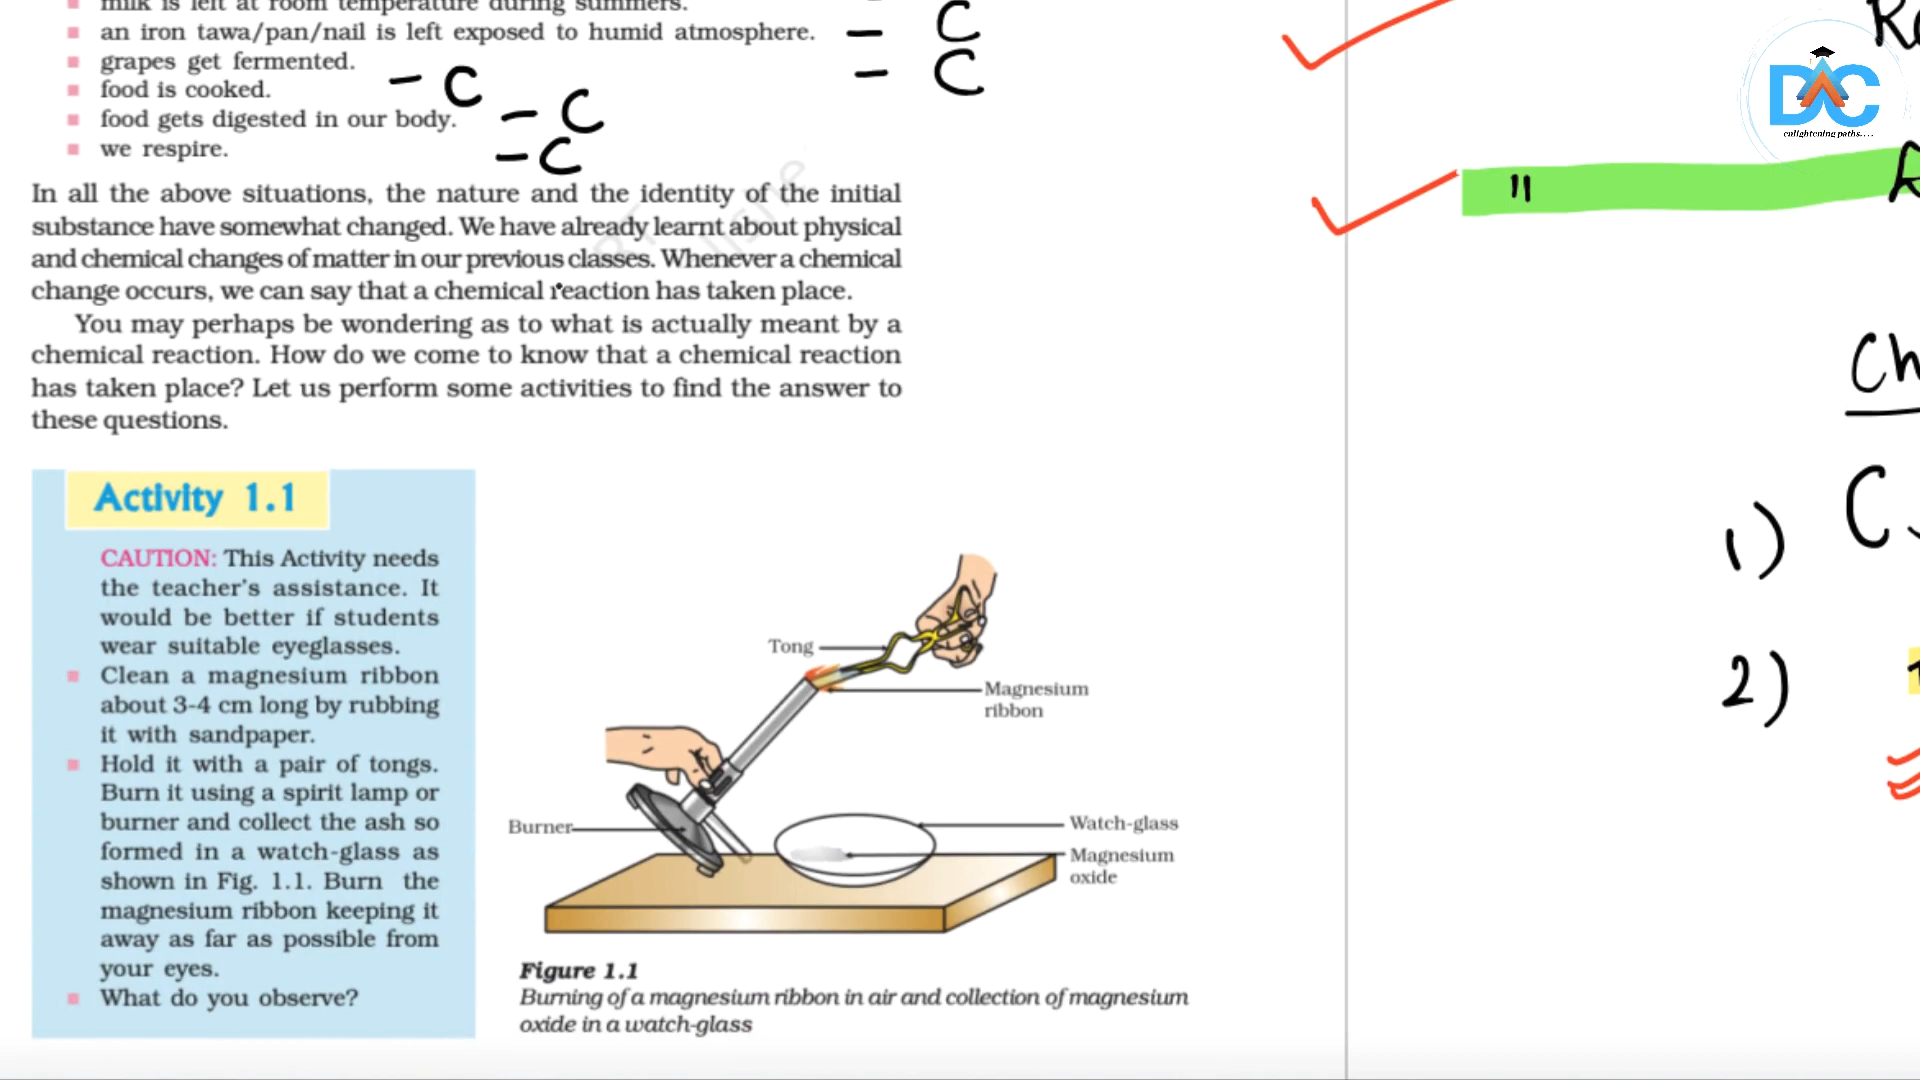 milk is left at room temperature during summers.
an iron tawa/pan/nail is left exposed to humid atmosphere. – C
grapes get fermented. – C
food is cooked. – C
food gets digested in our body. – C
we respire. – C
In all the above situations, the nature and the identity of the initial
substance have somewhat changed. We have already learnt about physical
and chemical changes of matter in our previous classes. Whenever a chemical
change occurs, we can say that a chemical reaction has taken place.
You may perhaps be wondering as to what is actually meant by a
chemical reaction. How do we come to know that a chemical reaction
has taken place? Let us perform some activities to find the answer to
these questions.
Activity 1.1
CAUTION: This Activity needs
the teacher's assistance. It
would be better if students
wear suitable eyeglasses.
Clean a magnesium ribbon
about 3-4 cm long by rubbing
it with sandpaper.
Hold it with a pair of tongs.
Burn it using a spirit lamp or
burner and collect the ash so
formed in a watch-glass as
shown in Fig. 1.1. Burn the
magnesium ribbon keeping it
away as far as possible from
your eyes.
What do you observe?
Tong
Magnesium
ribbon
Burner
Watch-glass
Magnesium
oxide
Figure 1.1
Burning of a magnesium ribbon in air and collection of magnesium
oxide in a watch-glass
DAC
enlightening paths....
"
Ch
1) C
2)